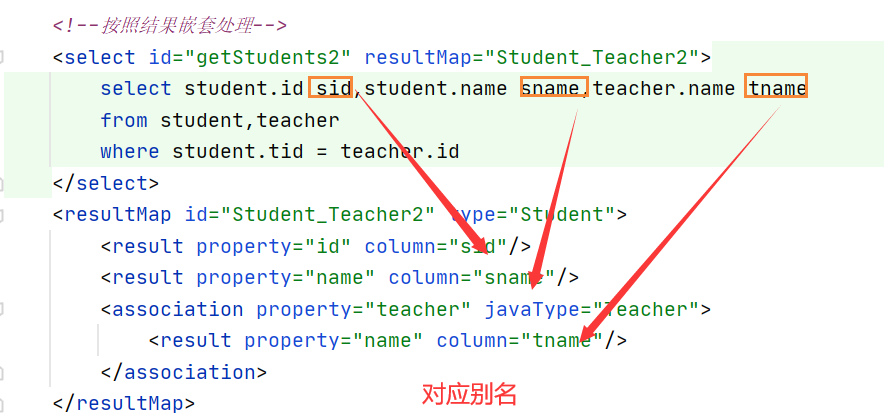 <!--按照结果嵌套处理-->
<select id="getStudents2" resultMap="Student_Teacher2">
select student.id sid,student.name sname,teacher.name tname
from student,teacher
where student.tid = teacher.id
</select>
<resultMap id="Student_Teacher2" type="Student">
<result property="id" column="sid"/>
<result property="name" column="sname"/>
<association property="teacher" javaType="Teacher">
<result property="name" column="tname"/>
</association>
对应别名
</resultMap>